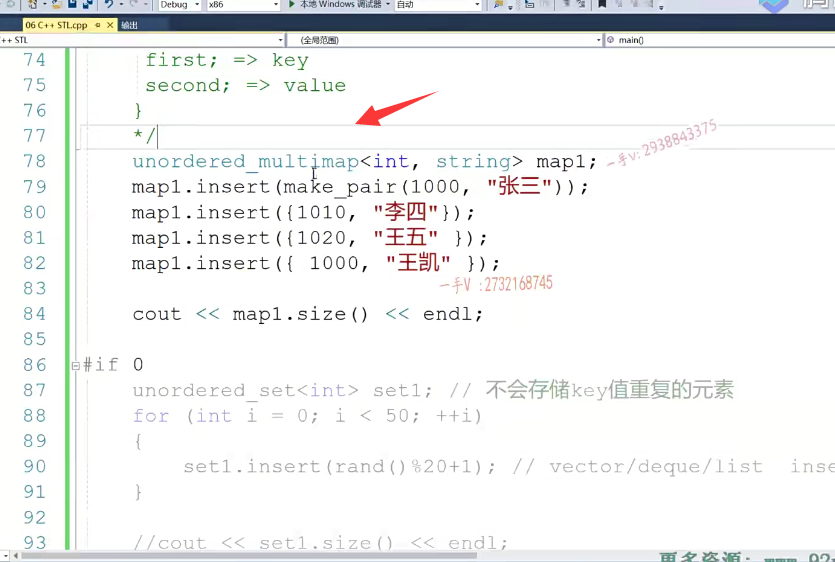 Debug x86 本地 Windows 调试器 自动
06 C++ STL.cpp 输出
++ STL (全局范围) main()
74 first; => key
75 second; => value
76 }
77 */
78 unordered_multimap<int, string> map1;
一手v:2938843375
79 map1.insert(make_pair(1000, "张三"));
80 map1.insert({1010, "李四"});
81 map1.insert({1020, "王五" });
82 map1.insert({ 1000, "王凯" });
83 一手V :2732168745
84 cout << map1.size() << endl;
85
86 #if 0
87 unordered_set<int> set1; // 不会存储key值重复的元素
88 for (int i = 0; i < 50; ++i)
89 {
90 set1.insert(rand()%20+1); // vector/deque/list inse
91 }
92
93 //cout << set1.size() << endl;